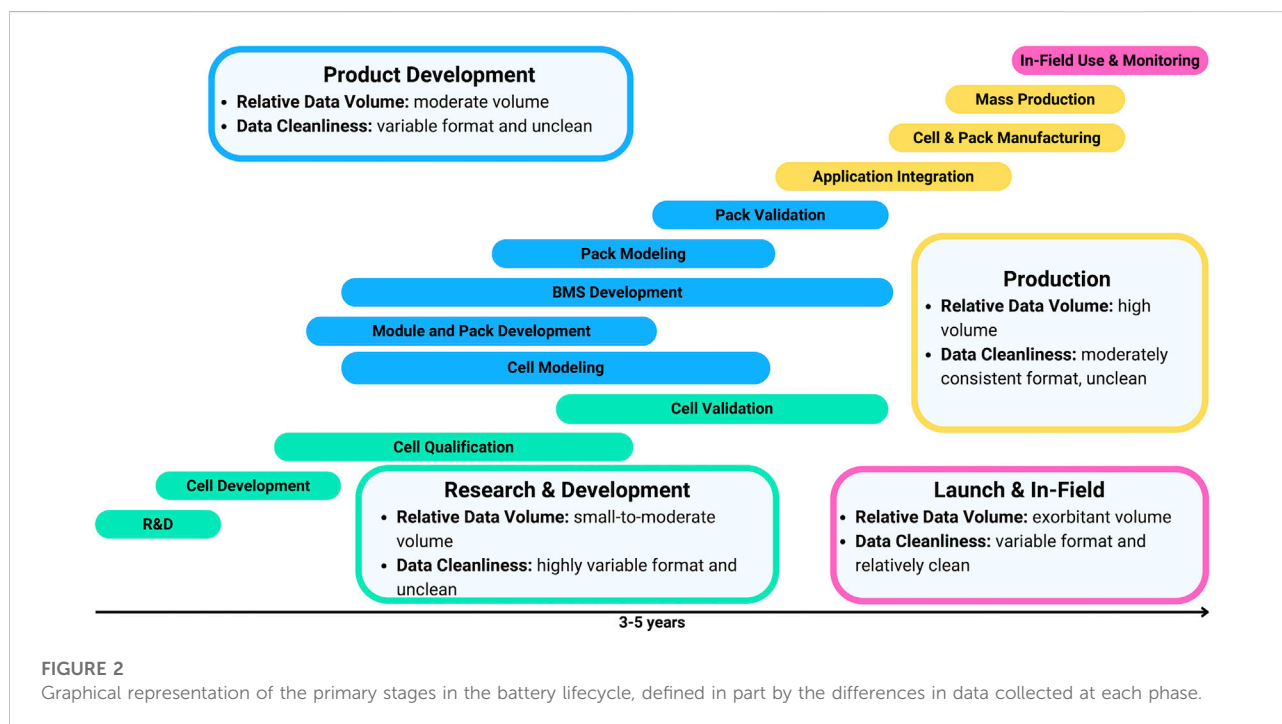 Product Development
• Relative Data Volume: moderate volume
• Data Cleanliness: variable format and unclean
In-Field Use & Monitoring
Mass Production
Cell & Pack Manufacturing
Application Integration
Pack Validation
Pack Modeling
BMS Development
Module and Pack Development
Cell Modeling
Cell Validation
Cell Qualification
Cell Development
R&D
Production
• Relative Data Volume: high
volume
• Data Cleanliness: moderately
consistent format, unclean
Research & Development
• Relative Data Volume: small-to-moderate
volume
• Data Cleanliness: highly variable format and
unclean
Launch & In-Field
• Relative Data Volume: exorbitant volume
• Data Cleanliness: variable format and
relatively clean
3-5 years
FIGURE 2
Graphical representation of the primary stages in the battery lifecycle, defined in part by the differences in data collected at each phase.